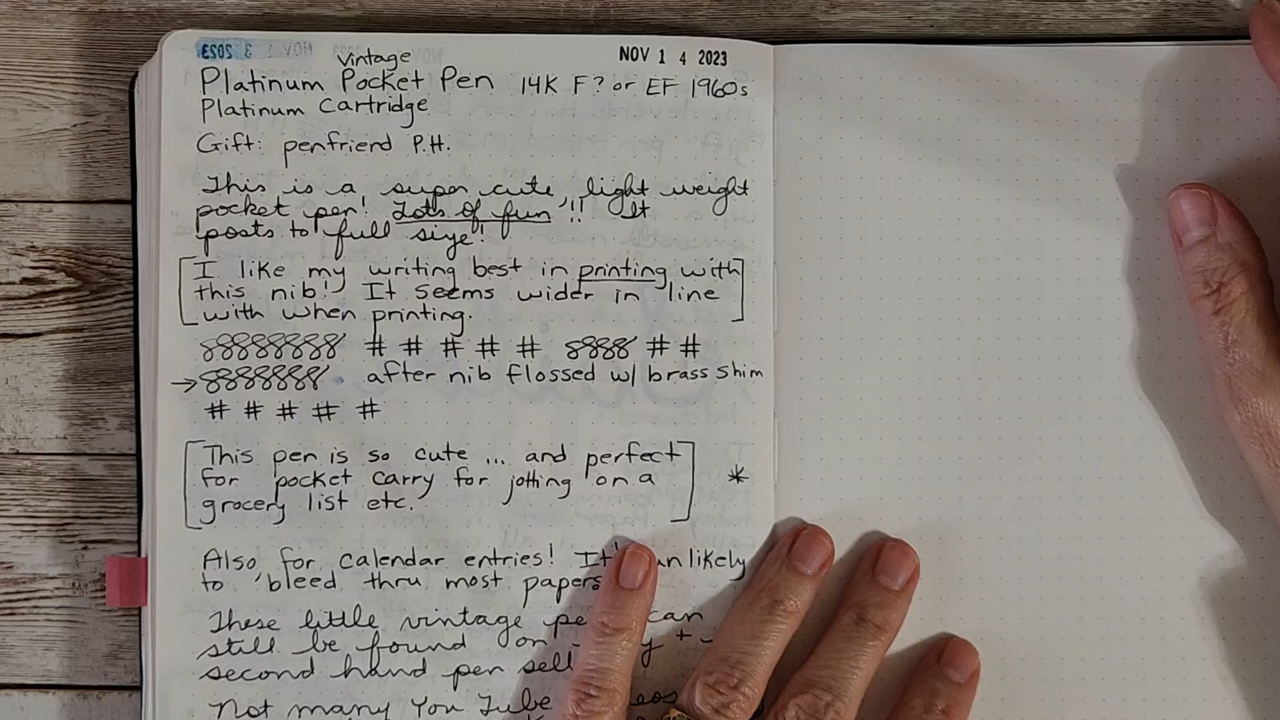 NOV 1 4 2023
vintage
Platinum Pocket Pen 14K F? or EF 1960s
Platinum Cartridge
Gift: penfriend P.H.
This is a super cute, light weight
pocket pen! Lots of fun!! It
posts to full size!
[I like my writing best in printing with
this nib! It seems wider in line
with when printing.]
88888888 # # # # # 8888 # #
→ 8888888 after nib flossed w/ brass shim
# # # # #
[This pen is so cute ... and perfect
for pocket carry for jotting on a
grocery list etc.] *
Also for calendar entries! It's unlikely
to bleed thru most papers
These little vintage can
still be found on +
second hand pen
Not many You Tube